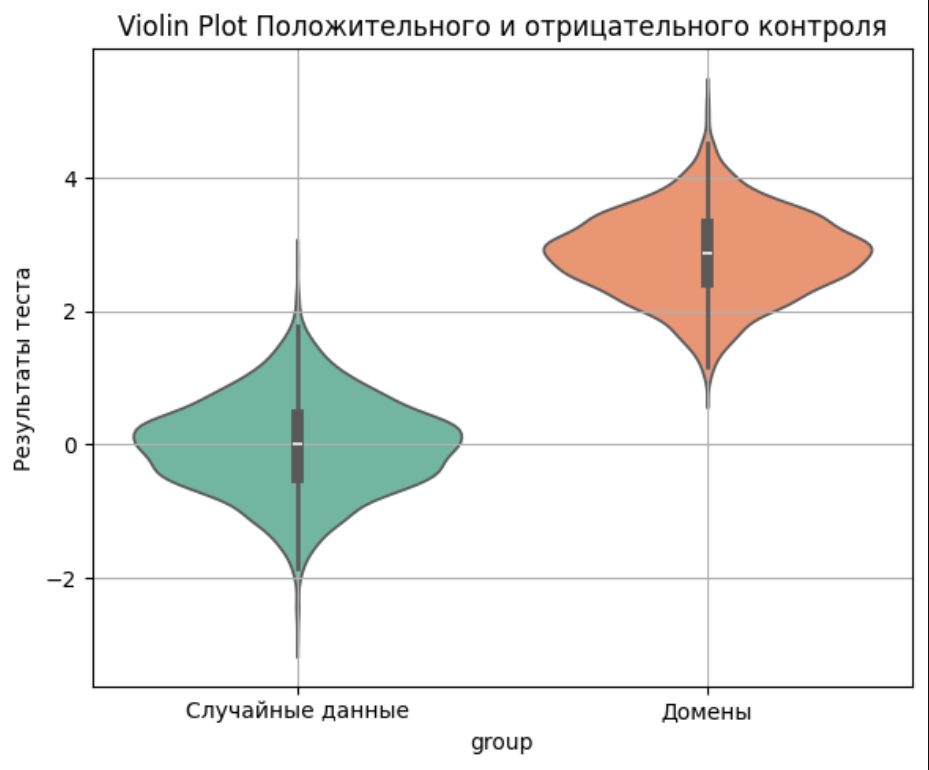 Violin Plot Положительного и отрицательного контроля
Результаты теста
4
2
0
−2
Случайные данные Домены
group